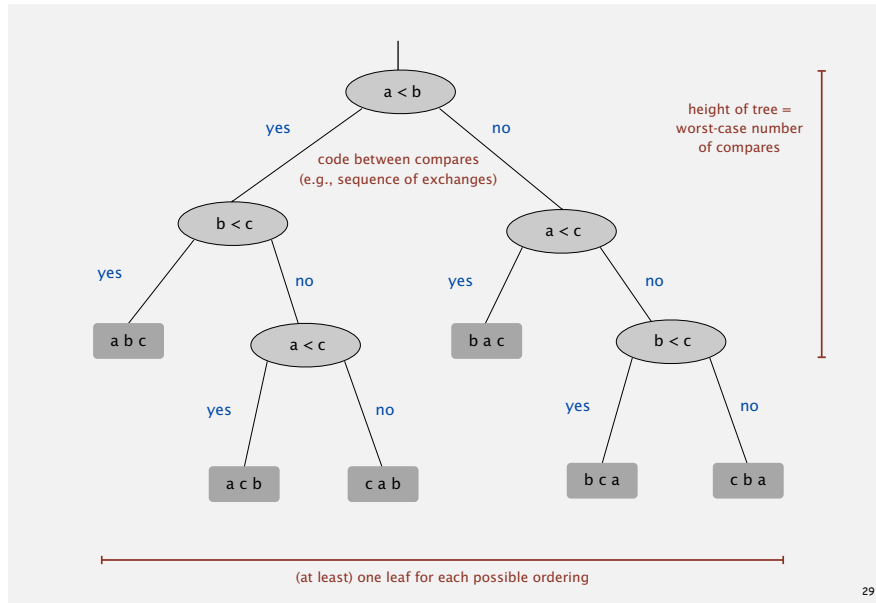 a < b
height of tree =
worst-case number
of compares
yes
no
code between compares
(e.g., sequence of exchanges)
b < c
a < c
yes
no
yes
no
a b c
a < c
b a c
b < c
yes
no
yes
no
a c b
c a b
b c a
c b a
(at least) one leaf for each possible ordering
29